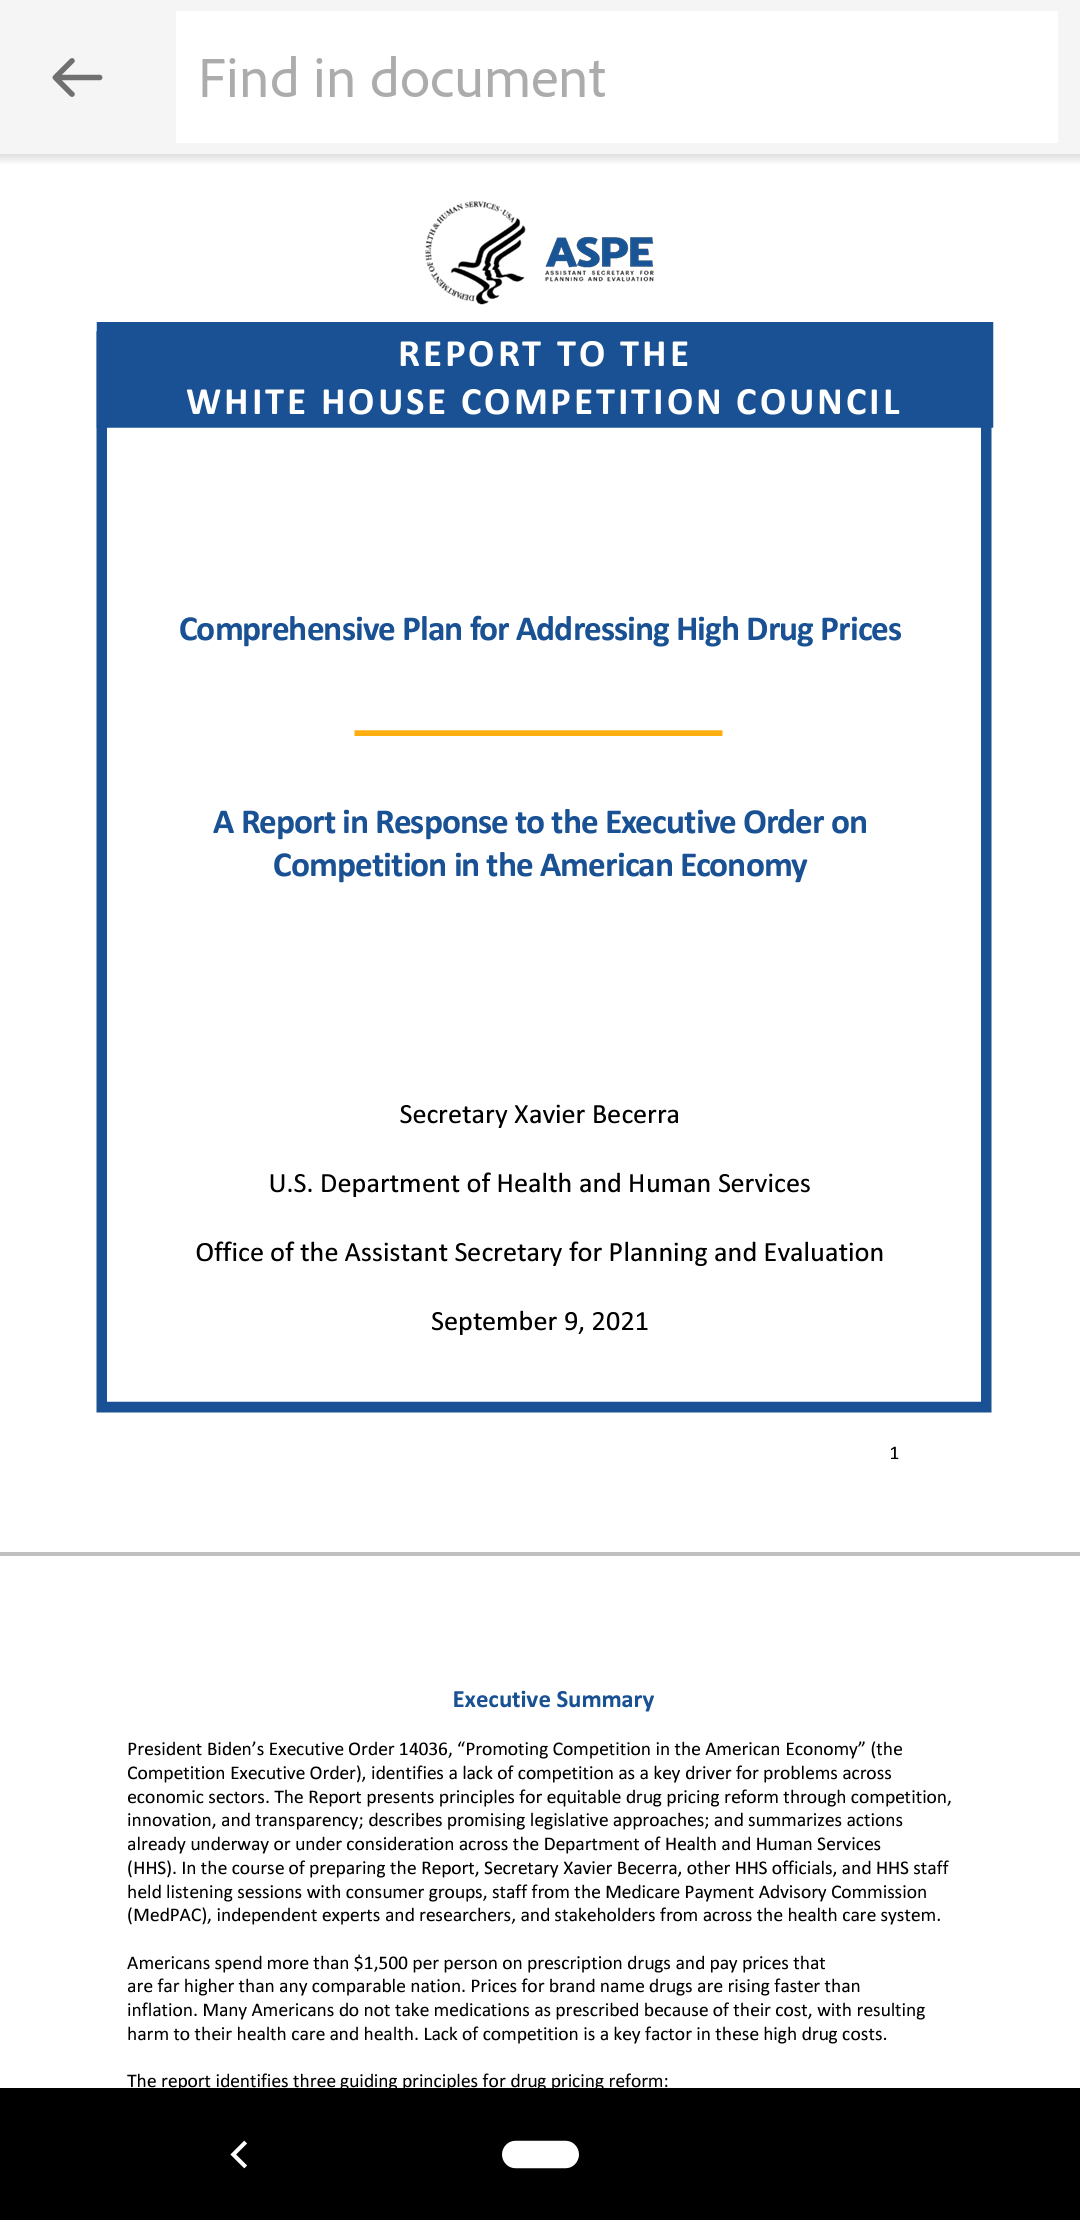 Find in document
DEPARTMENT OF HEALTH & HUMAN SERVICES · USA
ASPE
ASSISTANT SECRETARY FOR
PLANNING AND EVALUATION
REPORT TO THE
WHITE HOUSE COMPETITION COUNCIL
Comprehensive Plan for Addressing High Drug Prices
A Report in Response to the Executive Order on
Competition in the American Economy
Secretary Xavier Becerra
U.S. Department of Health and Human Services
Office of the Assistant Secretary for Planning and Evaluation
September 9, 2021
1
Executive Summary
President Biden’s Executive Order 14036, “Promoting Competition in the American Economy” (the
Competition Executive Order), identifies a lack of competition as a key driver for problems across
economic sectors. The Report presents principles for equitable drug pricing reform through competition,
innovation, and transparency; describes promising legislative approaches; and summarizes actions
already underway or under consideration across the Department of Health and Human Services
(HHS). In the course of preparing the Report, Secretary Xavier Becerra, other HHS officials, and HHS staff
held listening sessions with consumer groups, staff from the Medicare Payment Advisory Commission
(MedPAC), independent experts and researchers, and stakeholders from across the health care system.
Americans spend more than $1,500 per person on prescription drugs and pay prices that
are far higher than any comparable nation. Prices for brand name drugs are rising faster than
inflation. Many Americans do not take medications as prescribed because of their cost, with resulting
harm to their health care and health. Lack of competition is a key factor in these high drug costs.
The report identifies three guiding principles for drug pricing reform: